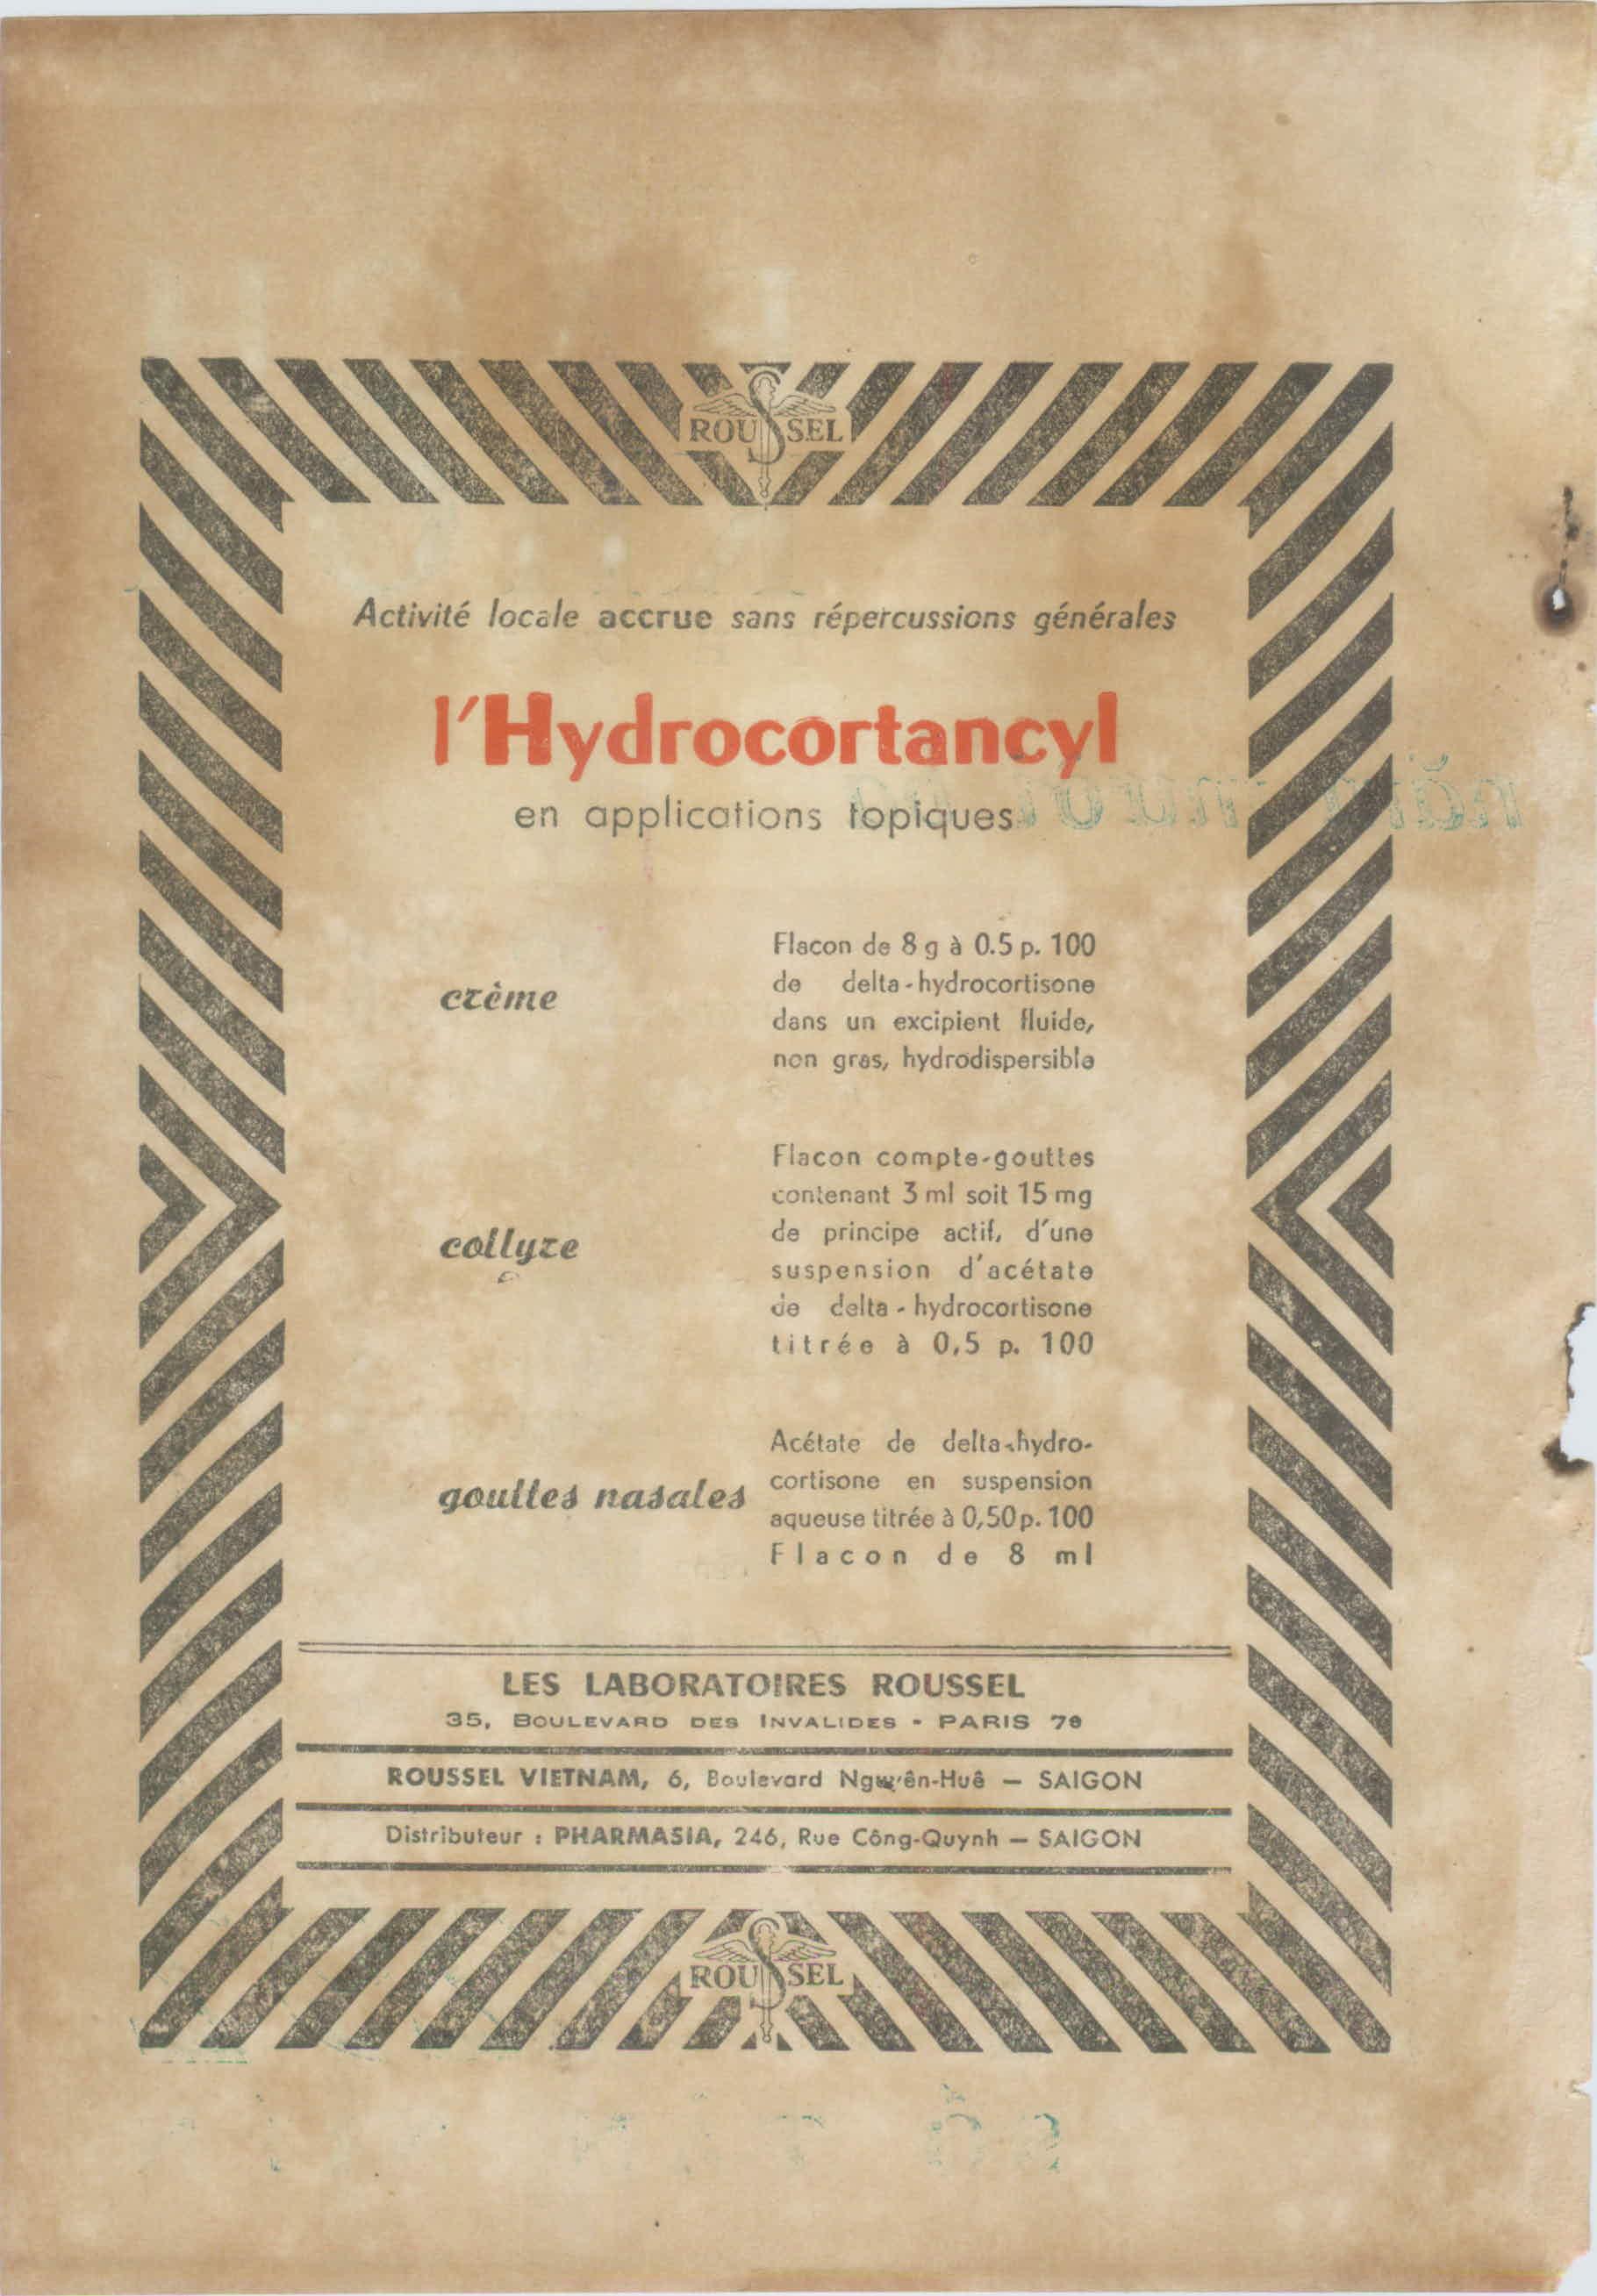 ROUSSEL
Activité locale accrue sans répercussions générales
l'Hydrocortancyl
en applications topiques
crème
Flacon de 8 g à 0.5 p. 100
de delta-hydrocortisone
dans un excipient fluide,
non gras, hydrodispersible
collyre
Flacon compte-gouttes
contenant 3 ml soit 15 mg
de principe actif, d'une
suspension d'acétate
de delta-hydrocortisone
titrée à 0,5 p. 100
gouttes nasales
Acétate de delta-hydro-
cortisone en suspension
aqueuse titrée à 0,50 p. 100
Flacon de 8 ml
LES LABORATOIRES ROUSSEL
35, BOULEVARD DES INVALIDES - PARIS 7e
ROUSSEL VIETNAM, 6, Boulevard Nguyên-Huê — SAIGON
Distributeur : PHARMASIA, 246, Rue Công-Quynh — SAIGON
ROUSSEL